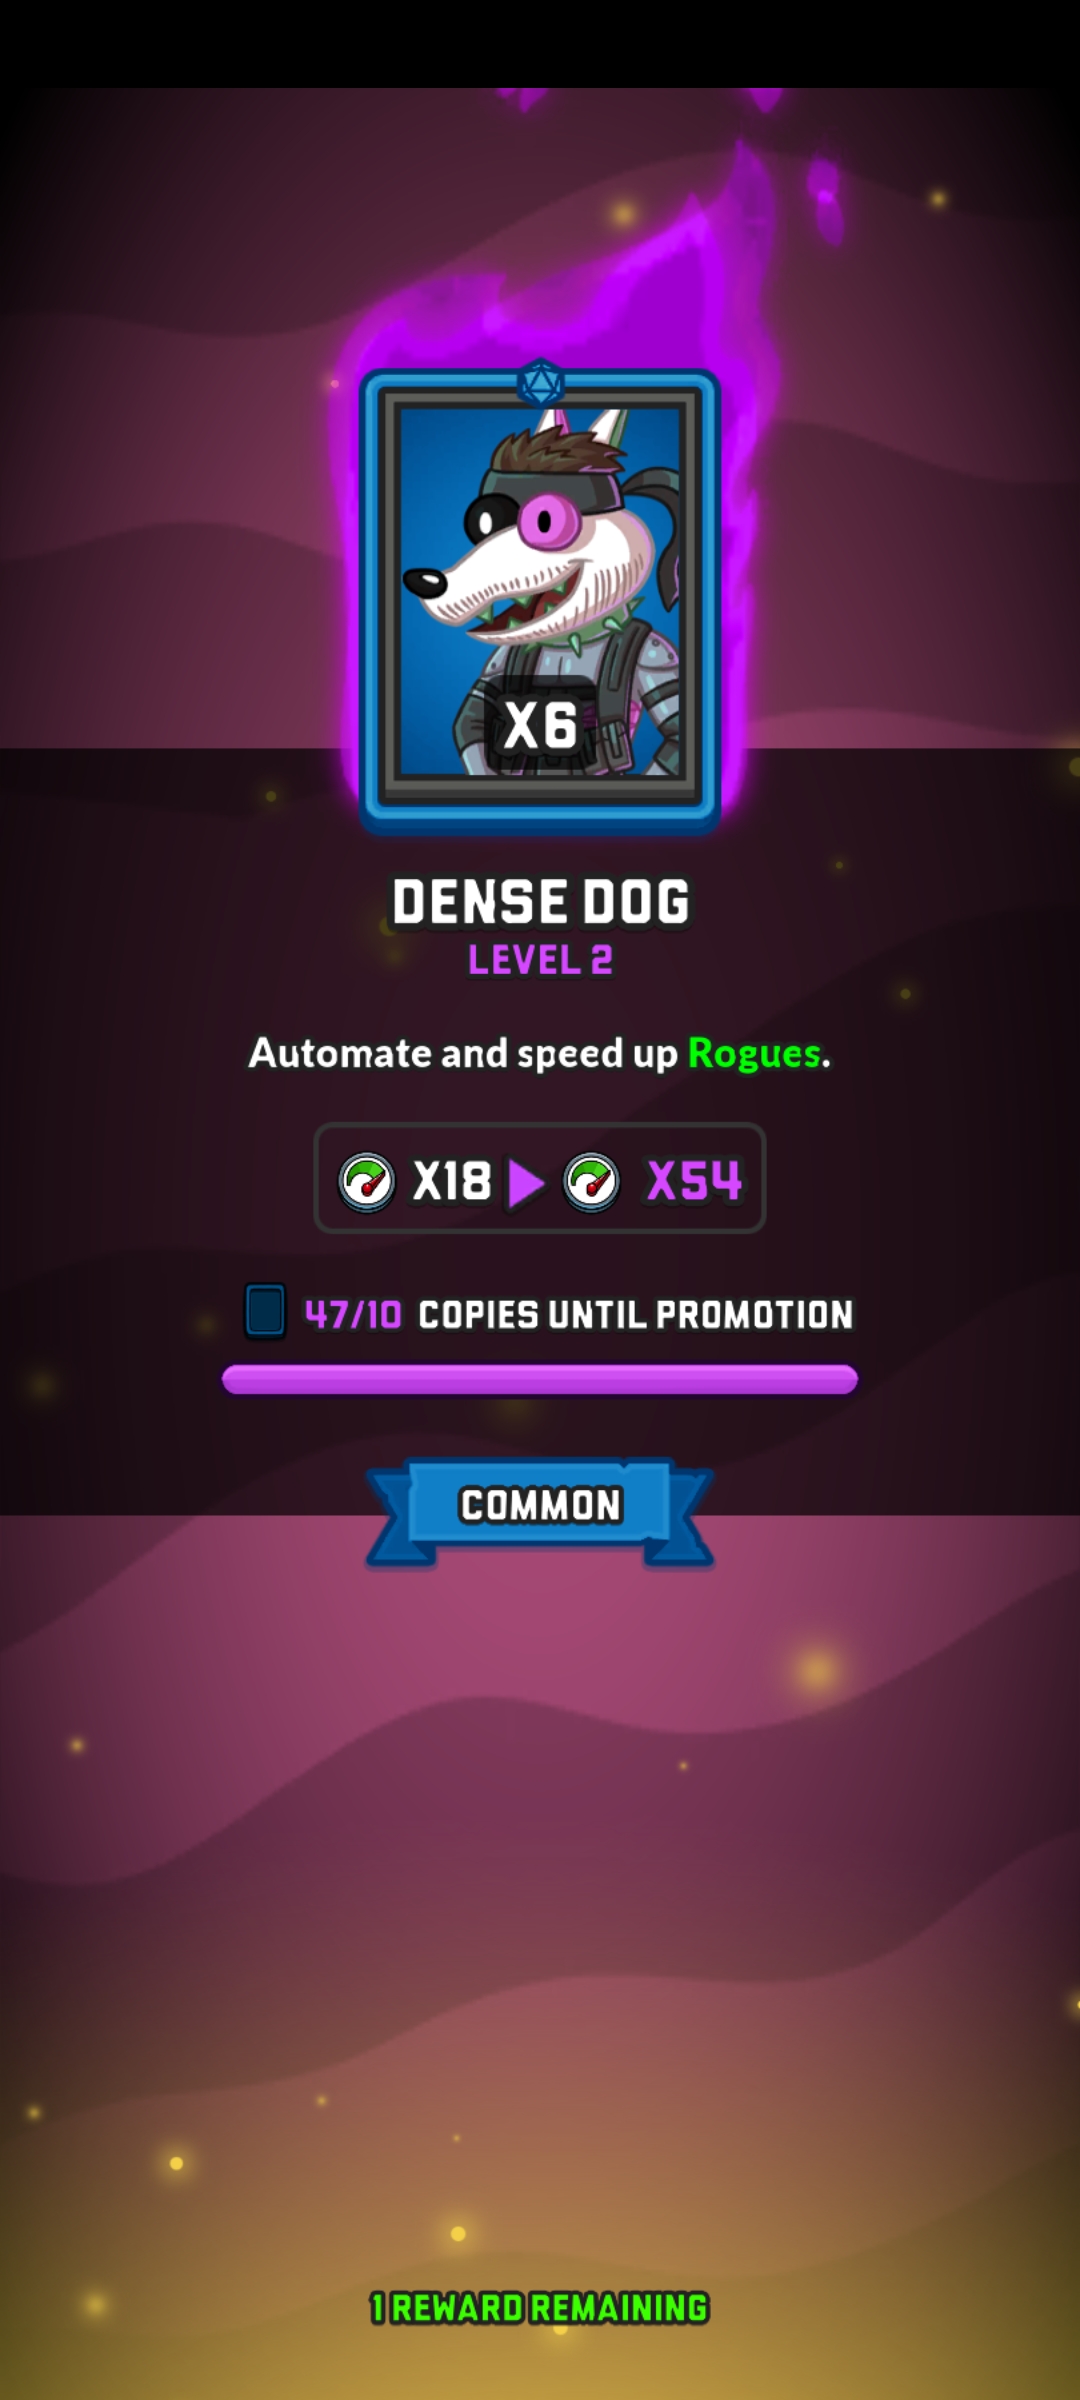 X6
DENSE DOG
LEVEL 2
Automate and speed up Rogues.
X18 X54
47/10 COPIES UNTIL PROMOTION
COMMON
1 REWARD REMAINING